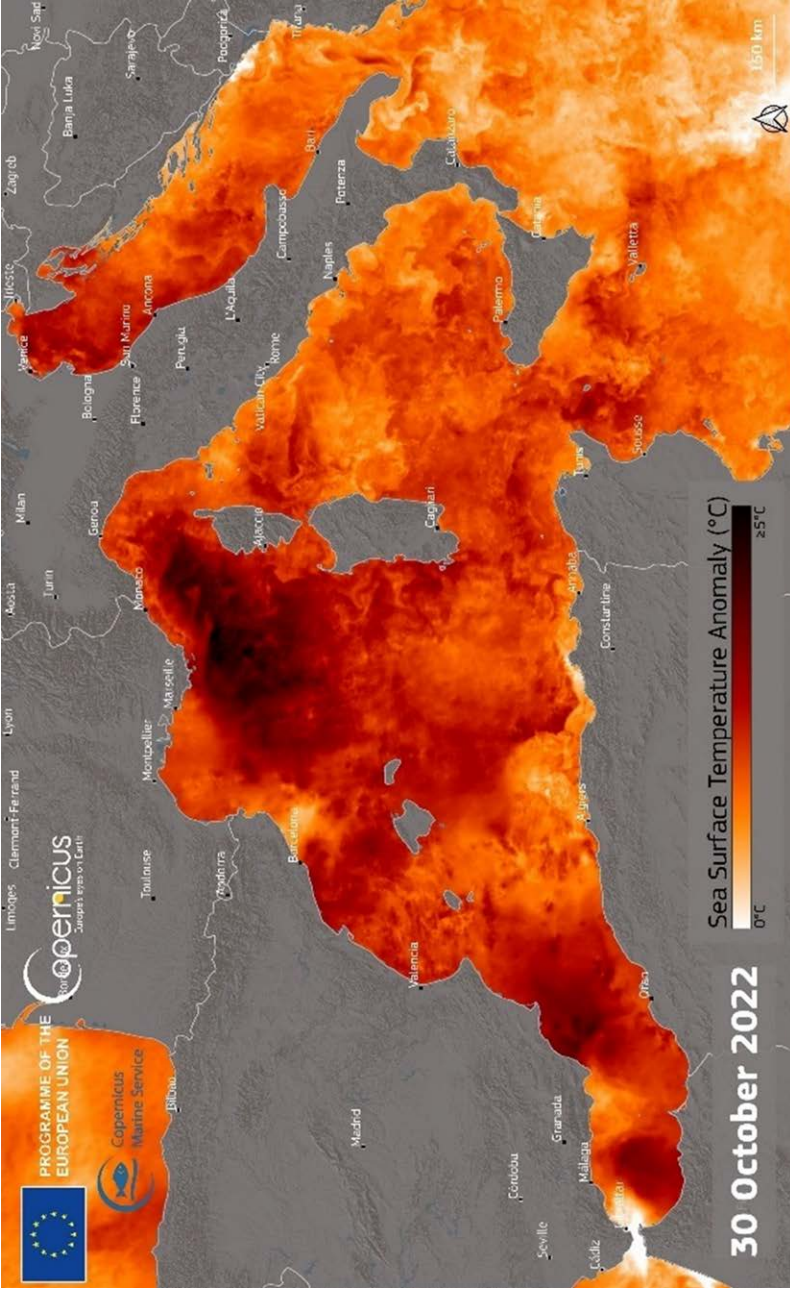 PROGRAMME OF THE
EUROPEAN UNION
Copernicus
Marine Service
opernicus
Europe's eyes on Earth
Limoges
Clermont-Ferrand
Lyon
Aosta
Milan
Turin
Venice
Trieste
Zagreb
Novi Sad
Banja Luka
Sarajevo
Bologna
Genoa
Toulouse
Montpellier
Marseille
Monaco
Florence
San Marino
Ancona
Bilbao
Andorra
Perugia
L'Aquila
Podgorica
Tirana
Ajaccio
Vatican City
Rome
Campobasso
Bari
Barcelona
Naples
Potenza
Madrid
Valencia
Cagliari
Catanzaro
Palermo
Catania
Córdoba
Seville
Granada
Málaga
Cádiz
Algiers
Annaba
Tunis
Constantine
Oran
Sousse
Valletta
30 October 2022
Sea Surface Temperature Anomaly (°C)
0°C
≥5°C